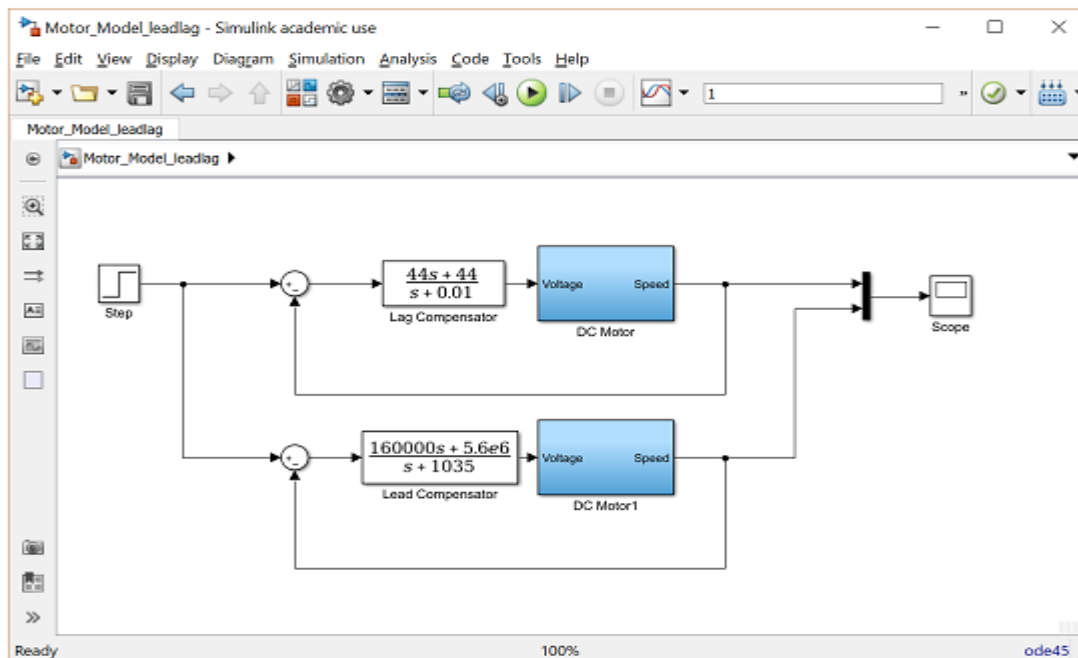 Motor_Model_leadlag - Simulink academic use
File Edit View Display Diagram Simulation Analysis Code Tools Help
1 »
Motor_Model_leadlag
Motor_Model_leadlag
Step
+-
44s + 44
s + 0.01
Lag Compensator
Voltage Speed
DC Motor
Scope
+-
160000s + 5.6e6
s + 1035
Lead Compensator
Voltage Speed
DC Motor1
Ready 100% ode45